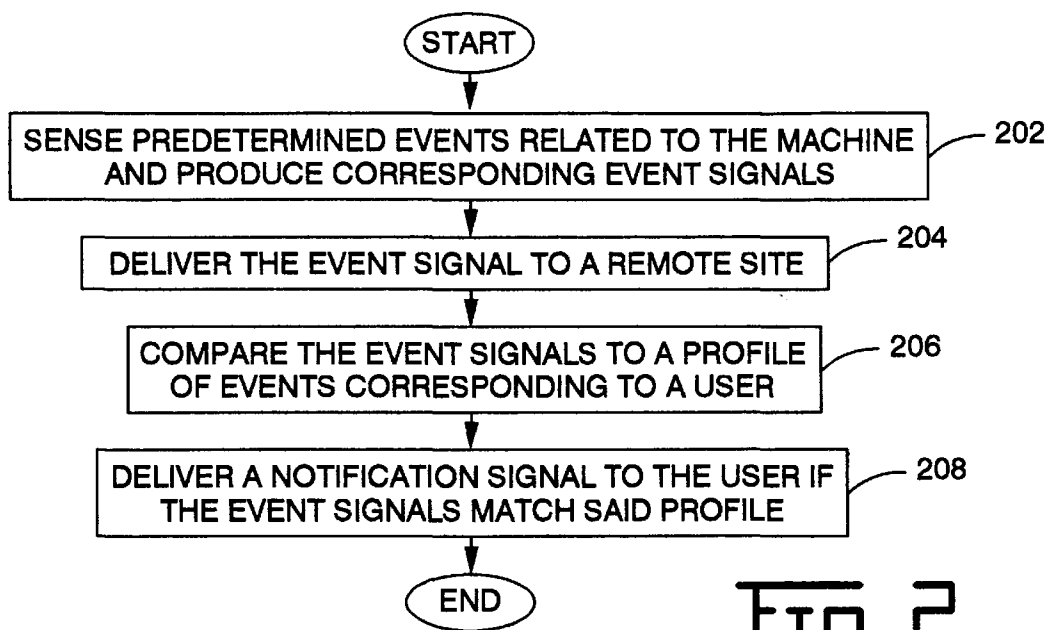 START
SENSE PREDETERMINED EVENTS RELATED TO THE MACHINE
AND PRODUCE CORRESPONDING EVENT SIGNALS
202
DELIVER THE EVENT SIGNAL TO A REMOTE SITE
204
COMPARE THE EVENT SIGNALS TO A PROFILE
OF EVENTS CORRESPONDING TO A USER
206
DELIVER A NOTIFICATION SIGNAL TO THE USER IF
THE EVENT SIGNALS MATCH SAID PROFILE
208
END
FIG 2